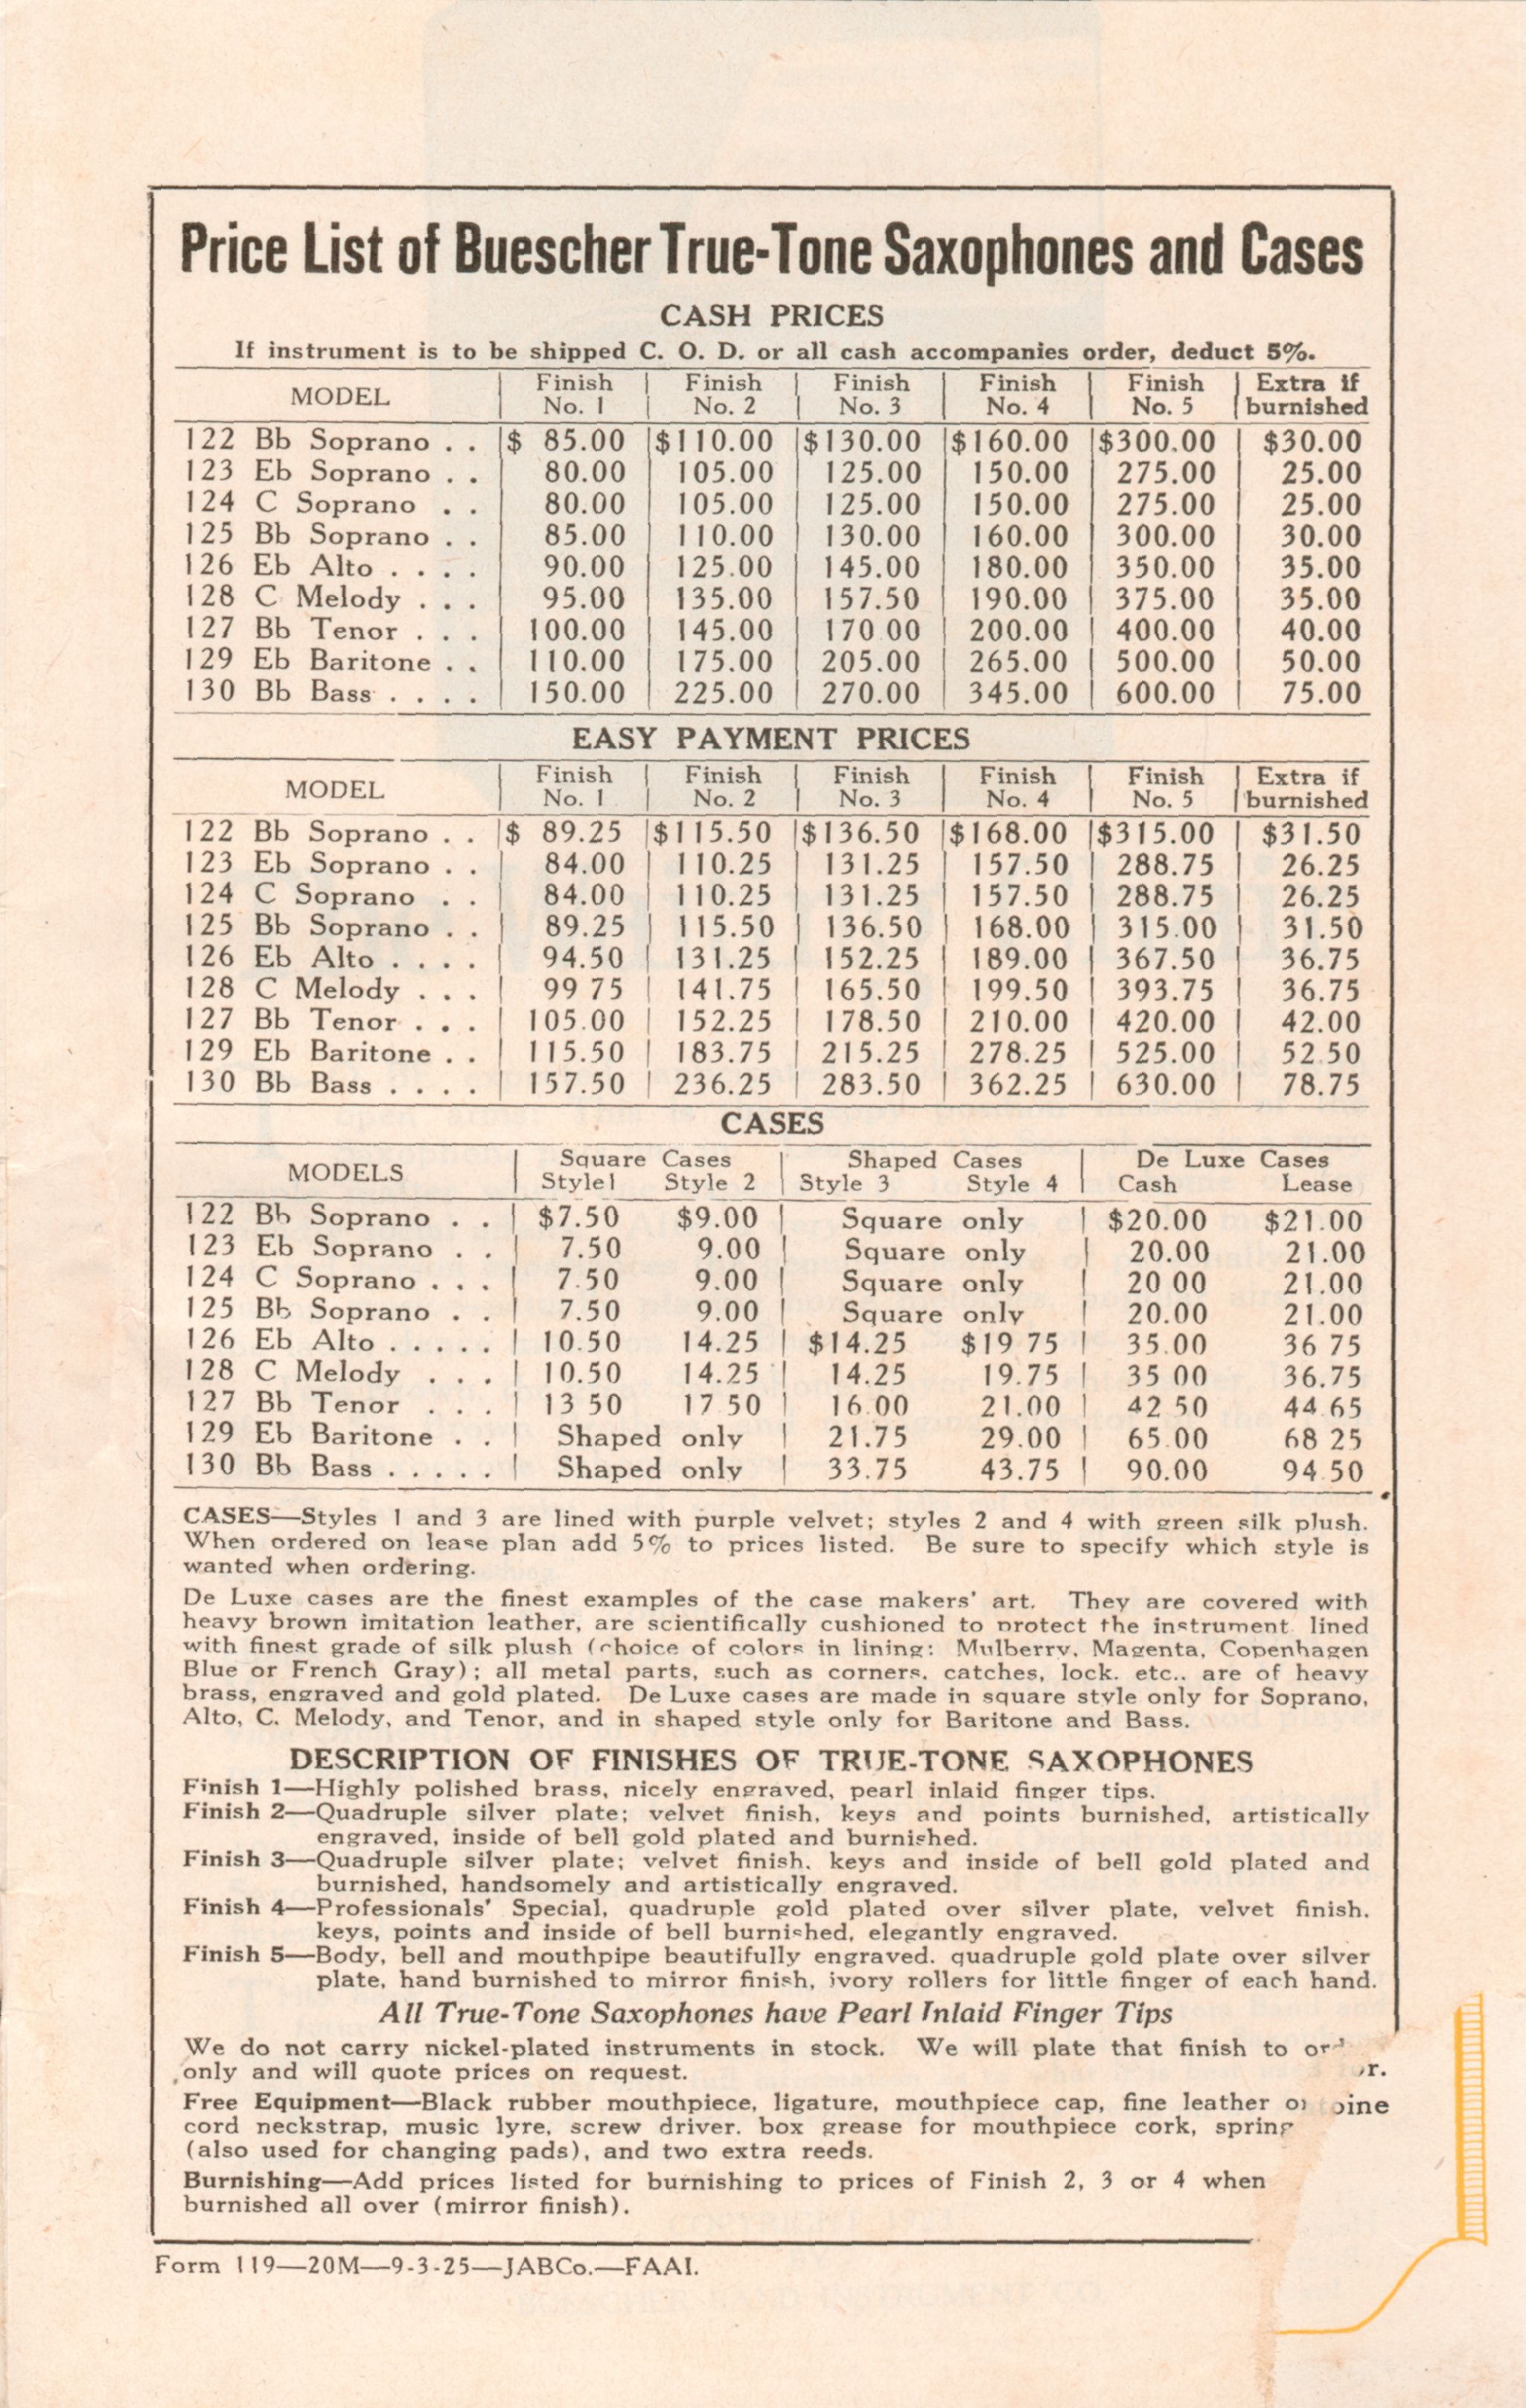 Price List of Buescher True-Tone Saxophones and Cases
CASH PRICES
If instrument is to be shipped C. O. D. or all cash accompanies order, deduct 5%.
MODEL | Finish No. 1 | Finish No. 2 | Finish No. 3 | Finish No. 4 | Finish No. 5 | Extra if burnished
122 Bb Soprano . . | $ 85.00 | $110.00 | $130.00 | $160.00 | $300.00 | $30.00
123 Eb Soprano . . | 80.00 | 105.00 | 125.00 | 150.00 | 275.00 | 25.00
124 C Soprano . . | 80.00 | 105.00 | 125.00 | 150.00 | 275.00 | 25.00
125 Bb Soprano . . | 85.00 | 110.00 | 130.00 | 160.00 | 300.00 | 30.00
126 Eb Alto . . . . | 90.00 | 125.00 | 145.00 | 180.00 | 350.00 | 35.00
128 C Melody . . . | 95.00 | 135.00 | 157.50 | 190.00 | 375.00 | 35.00
127 Bb Tenor . . . | 100.00 | 145.00 | 170 00 | 200.00 | 400.00 | 40.00
129 Eb Baritone . . | 110.00 | 175.00 | 205.00 | 265.00 | 500.00 | 50.00
130 Bb Bass . . . . | 150.00 | 225.00 | 270.00 | 345.00 | 600.00 | 75.00
EASY PAYMENT PRICES
MODEL | Finish No. 1 | Finish No. 2 | Finish No. 3 | Finish No. 4 | Finish No. 5 | Extra if burnished
122 Bb Soprano . . | $ 89.25 | $115.50 | $136.50 | $168.00 | $315.00 | $31.50
123 Eb Soprano . . | 84.00 | 110.25 | 131.25 | 157.50 | 288.75 | 26.25
124 C Soprano . . | 84.00 | 110.25 | 131.25 | 157.50 | 288.75 | 26.25
125 Bb Soprano . . | 89.25 | 115.50 | 136.50 | 168.00 | 315.00 | 31.50
126 Eb Alto . . . . | 94.50 | 131.25 | 152.25 | 189.00 | 367.50 | 36.75
128 C Melody . . . | 99 75 | 141.75 | 165.50 | 199.50 | 393.75 | 36.75
127 Bb Tenor . . . | 105.00 | 152.25 | 178.50 | 210.00 | 420.00 | 42.00
129 Eb Baritone . . | 115.50 | 183.75 | 215.25 | 278.25 | 525.00 | 52.50
130 Bb Bass . . . . | 157.50 | 236.25 | 283.50 | 362.25 | 630.00 | 78.75
CASES
MODELS | Square Cases Style1 Style 2 | Shaped Cases Style 3 Style 4 | De Luxe Cases Cash Lease
122 Bb Soprano . . | $7.50 $9.00 | Square only | $20.00 $21.00
123 Eb Soprano . . | 7.50 9.00 | Square only | 20.00 21.00
124 C Soprano . . . | 7.50 9.00 | Square only | 20 00 21.00
125 Bb Soprano . . | 7.50 9.00 | Square only | 20.00 21.00
126 Eb Alto . . . . . | 10.50 14.25 | $14.25 $19 75 | 35.00 36 75
128 C Melody . . . | 10.50 14.25 | 14.25 19.75 | 35 00 36.75
127 Bb Tenor . . . | 13 50 17 50 | 16.00 21.00 | 42 50 44.65
129 Eb Baritone . . | Shaped only | 21.75 29.00 | 65.00 68 25
130 Bb Bass . . . . . | Shaped only | 33.75 43.75 | 90.00 94.50
CASES—Styles 1 and 3 are lined with purple velvet; styles 2 and 4 with green silk plush.
When ordered on lease plan add 5% to prices listed. Be sure to specify which style is
wanted when ordering.
De Luxe cases are the finest examples of the case makers' art. They are covered with
heavy brown imitation leather, are scientifically cushioned to protect the instrument lined
with finest grade of silk plush (choice of colors in lining: Mulberry, Magenta, Copenhagen
Blue or French Gray); all metal parts, such as corners, catches, lock, etc., are of heavy
brass, engraved and gold plated. De Luxe cases are made in square style only for Soprano,
Alto, C. Melody, and Tenor, and in shaped style only for Baritone and Bass.
DESCRIPTION OF FINISHES OF TRUE-TONE SAXOPHONES
Finish 1—Highly polished brass, nicely engraved, pearl inlaid finger tips.
Finish 2—Quadruple silver plate; velvet finish, keys and points burnished, artistically
engraved, inside of bell gold plated and burnished.
Finish 3—Quadruple silver plate; velvet finish, keys and inside of bell gold plated and
burnished, handsomely and artistically engraved.
Finish 4—Professionals' Special, quadruple gold plated over silver plate, velvet finish,
keys, points and inside of bell burnished, elegantly engraved.
Finish 5—Body, bell and mouthpipe beautifully engraved, quadruple gold plate over silver
plate, hand burnished to mirror finish, ivory rollers for little finger of each hand.
All True-Tone Saxophones have Pearl Inlaid Finger Tips
We do not carry nickel-plated instruments in stock. We will plate that finish to ord
only and will quote prices on request. r.
Free Equipment—Black rubber mouthpiece, ligature, mouthpiece cap, fine leather or pine
cord neckstrap, music lyre, screw driver, box grease for mouthpiece cork, spring
(also used for changing pads), and two extra reeds.
Burnishing—Add prices listed for burnishing to prices of Finish 2, 3 or 4 when
burnished all over (mirror finish).
Form 119—20M—9-3-25—JABCo.—FAAI.